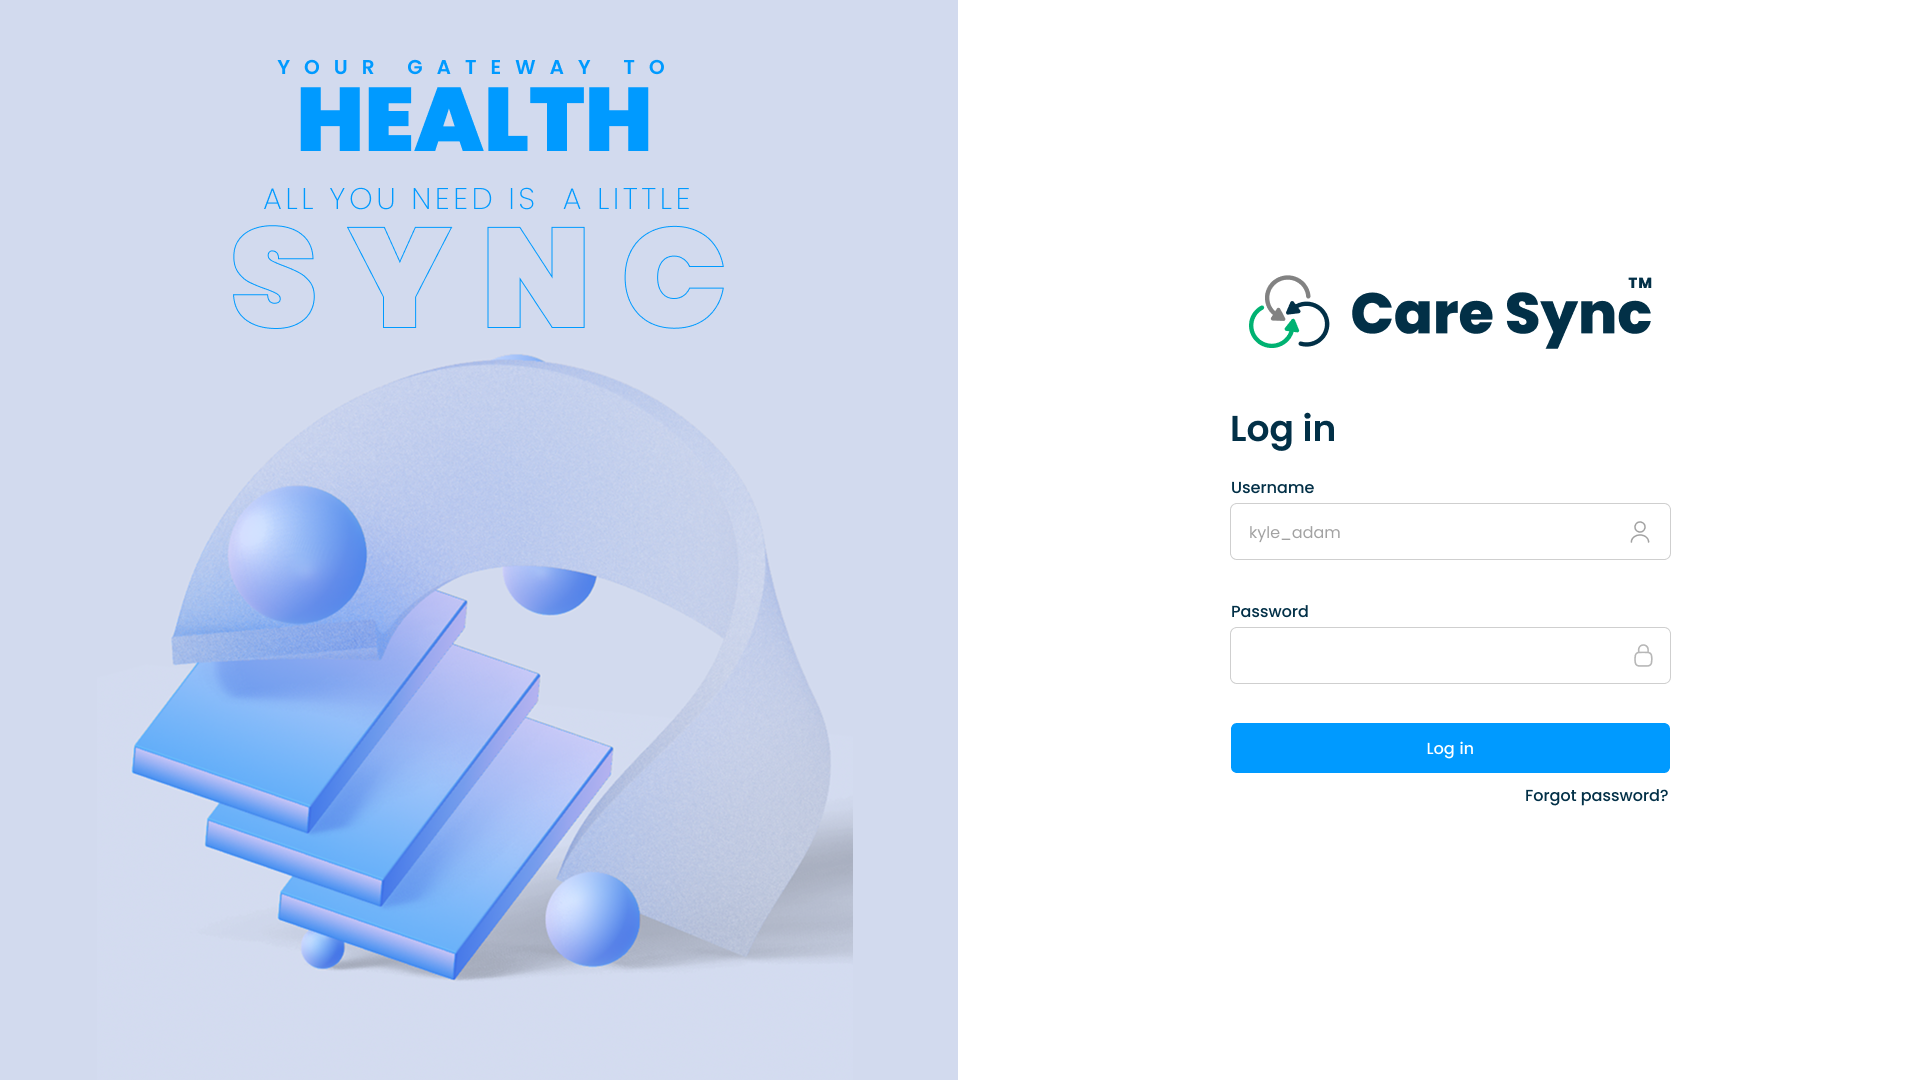 YOUR GATEWAY TO
HEALTH
ALL YOU NEED IS A LITTLE
SYNC
Care Sync™
Log in
Username
kyle_adam
Password
Log in
Forgot password?